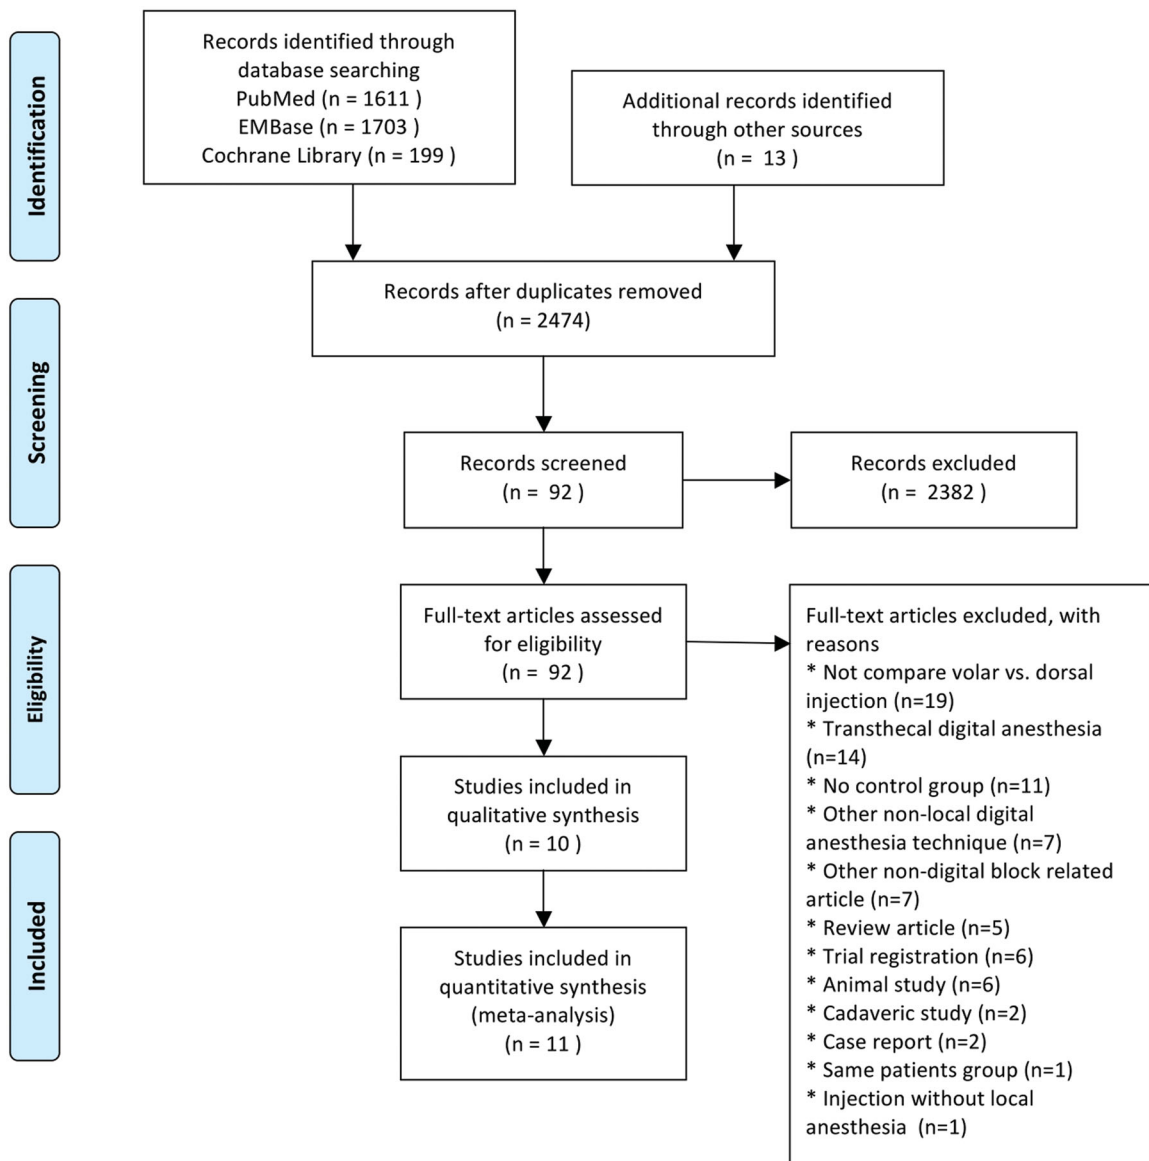 Identification
Records identified through
database searching
PubMed (n = 1611 )
EMBase (n = 1703 )
Cochrane Library (n = 199 )
Additional records identified
through other sources
(n = 13 )
Records after duplicates removed
(n = 2474)
Screening
Records screened
(n = 92 )
Records excluded
(n = 2382 )
Eligibility
Full-text articles assessed
for eligibility
(n = 92 )
Full-text articles excluded, with
reasons
* Not compare volar vs. dorsal
injection (n=19)
* Transthecal digital anesthesia
(n=14)
* No control group (n=11)
* Other non-local digital
anesthesia technique (n=7)
* Other non-digital block related
article (n=7)
* Review article (n=5)
* Trial registration (n=6)
* Animal study (n=6)
* Cadaveric study (n=2)
* Case report (n=2)
* Same patients group (n=1)
* Injection without local
anesthesia (n=1)
Studies included in
qualitative synthesis
(n = 10 )
Included
Studies included in
quantitative synthesis
(meta-analysis)
(n = 11 )